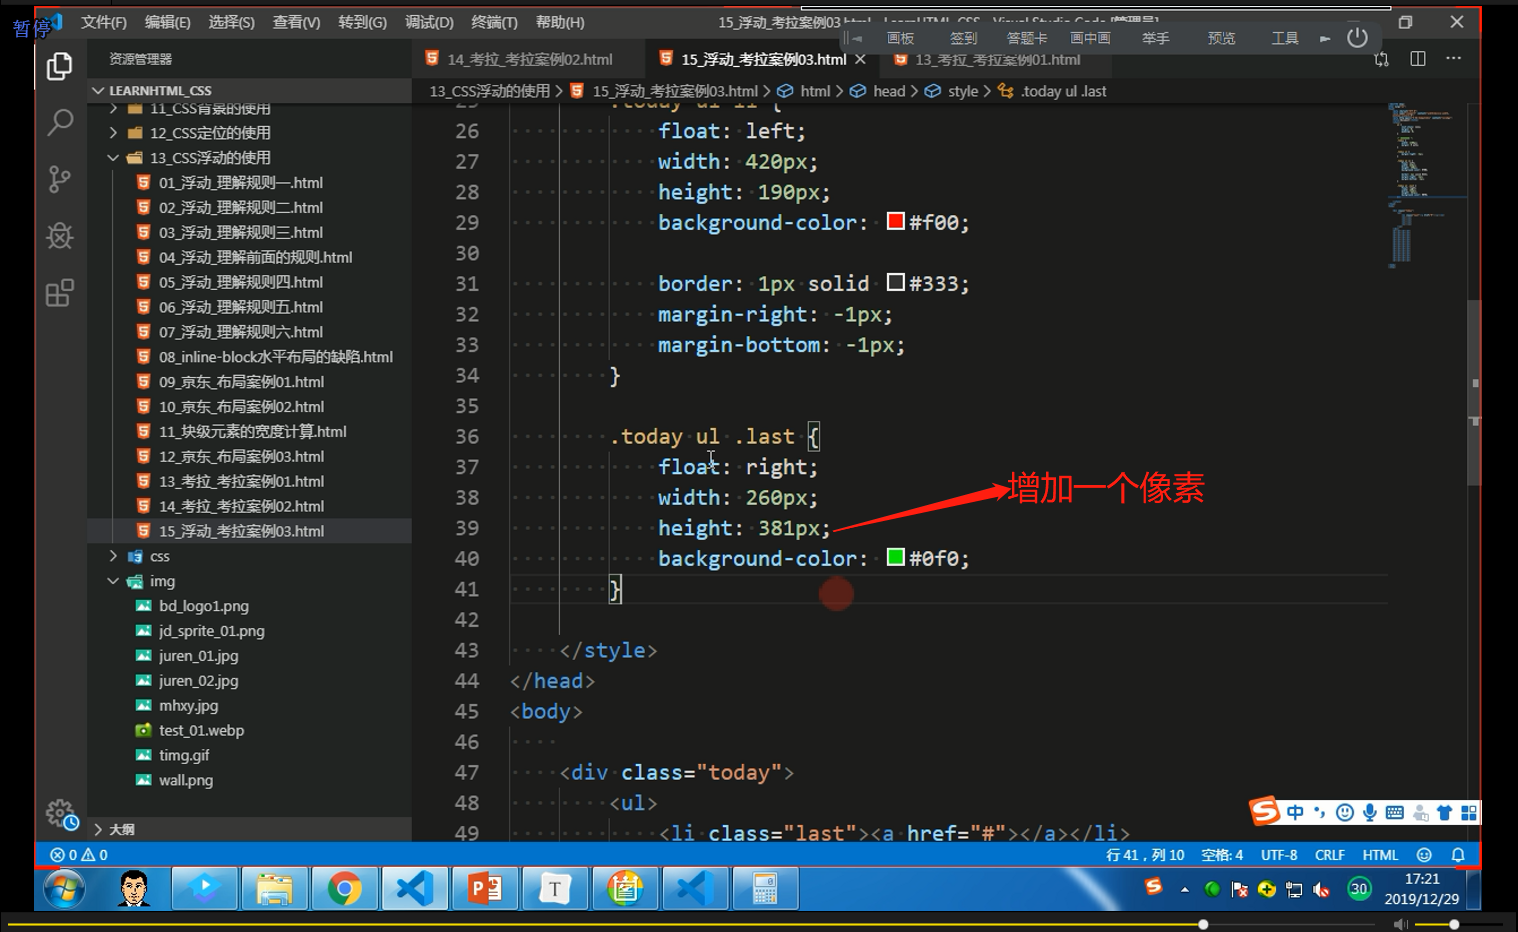 暂停
文件(F) 编辑(E) 选择(S) 查看(V) 转到(G) 调试(D) 终端(T) 帮助(H)
15_浮动_考拉案例03.html - LearnHTML_CSS - Visual Studio Code [管理员]
画板 签到 答题卡 画中画 举手 预览 工具
资源管理器
14_考拉_考拉案例02.html
15_浮动_考拉案例03.html
13_考拉_考拉案例01.html
LEARNHTML_CSS
13_CSS浮动的使用 > 15_浮动_考拉案例03.html > html > head > style > .today ul .last
11_CSS背景的使用
12_CSS定位的使用
13_CSS浮动的使用
01_浮动_理解规则一.html
02_浮动_理解规则二.html
03_浮动_理解规则三.html
04_浮动_理解前面的规则.html
05_浮动_理解规则四.html
06_浮动_理解规则五.html
07_浮动_理解规则六.html
08_inline-block水平布局的缺陷.html
09_京东_布局案例01.html
10_京东_布局案例02.html
11_块级元素的宽度计算.html
12_京东_布局案例03.html
13_考拉_考拉案例01.html
14_考拉_考拉案例02.html
15_浮动_考拉案例03.html
css
img
bd_logo1.png
jd_sprite_01.png
juren_01.jpg
juren_02.jpg
mhxy.jpg
test_01.webp
timg.gif
wall.png
大纲
25 .today ul li {
26 float: left;
27 width: 420px;
28 height: 190px;
29 background-color: #f00;
30
31 border: 1px solid #333;
32 margin-right: -1px;
33 margin-bottom: -1px;
34 }
35
36 .today ul .last {
37 float: right;
38 width: 260px;
39 height: 381px;
40 background-color: #0f0;
41 }
42
43 </style>
44 </head>
45 <body>
46
47 <div class="today">
48 <ul>
49 <li class="last"><a href="#"></a></li>
增加一个像素
中
0 0
行 41，列 10 空格: 4 UTF-8 CRLF HTML
30
17:21
2019/12/29